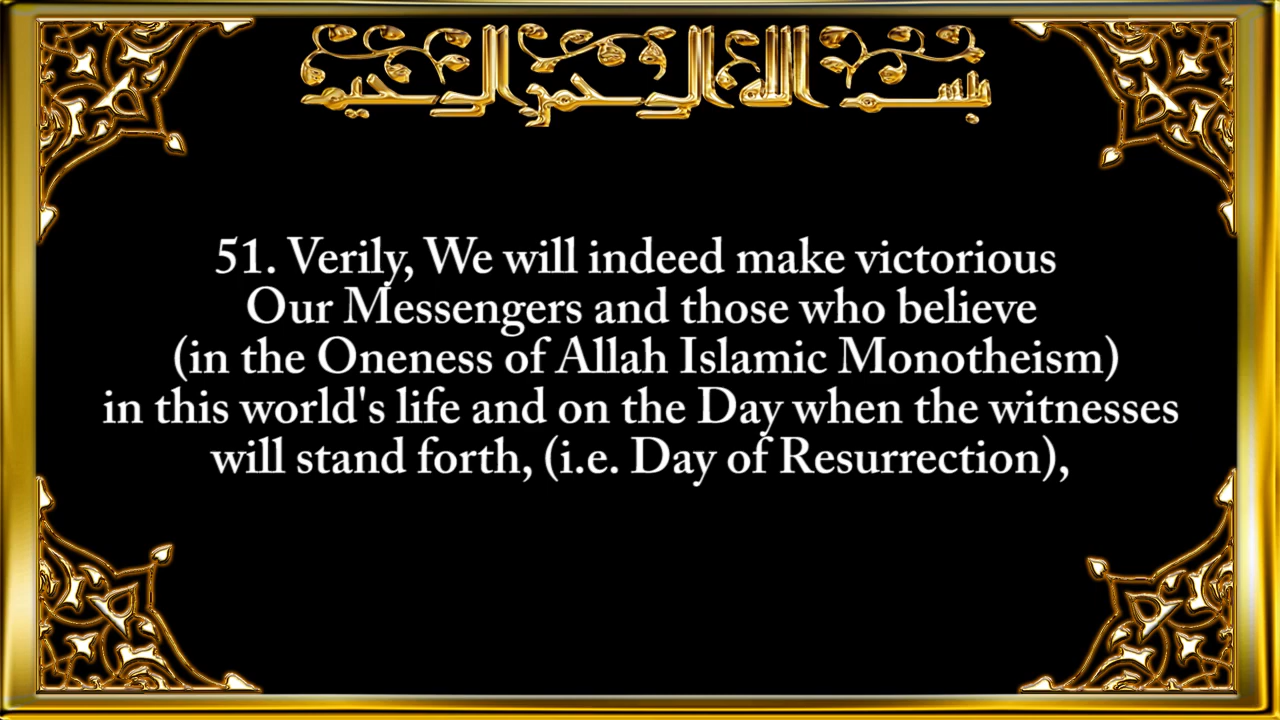 بسم الله الرحمن الرحيم
51. Verily, We will indeed make victorious
Our Messengers and those who believe
(in the Oneness of Allah Islamic Monotheism)
in this world's life and on the Day when the witnesses
will stand forth, (i.e. Day of Resurrection),